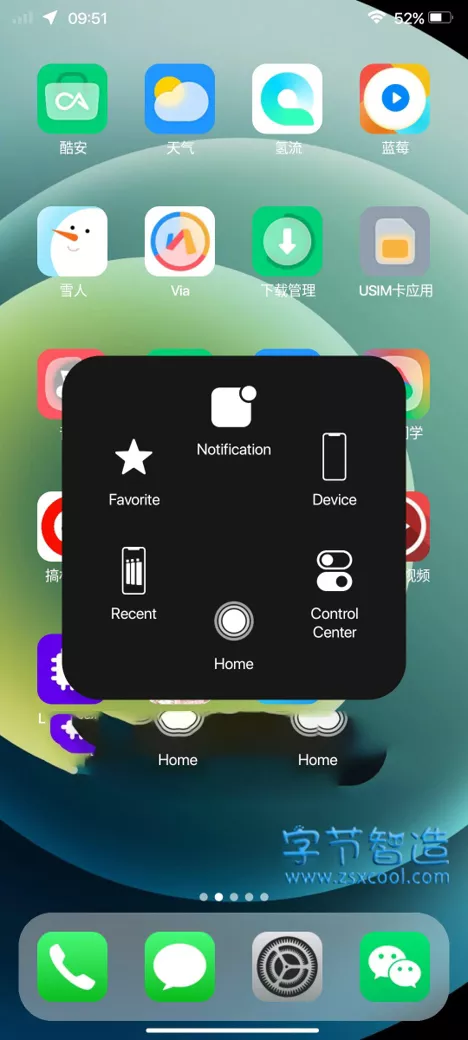 09:51
52%
酷安
天气
氢流
蓝莓
雪人
Via
下载管理
USIM卡应用
Notification
Favorite
Device
Recent
Control
Center
Home
Home
Home
字节智造
www.zsxcool.com